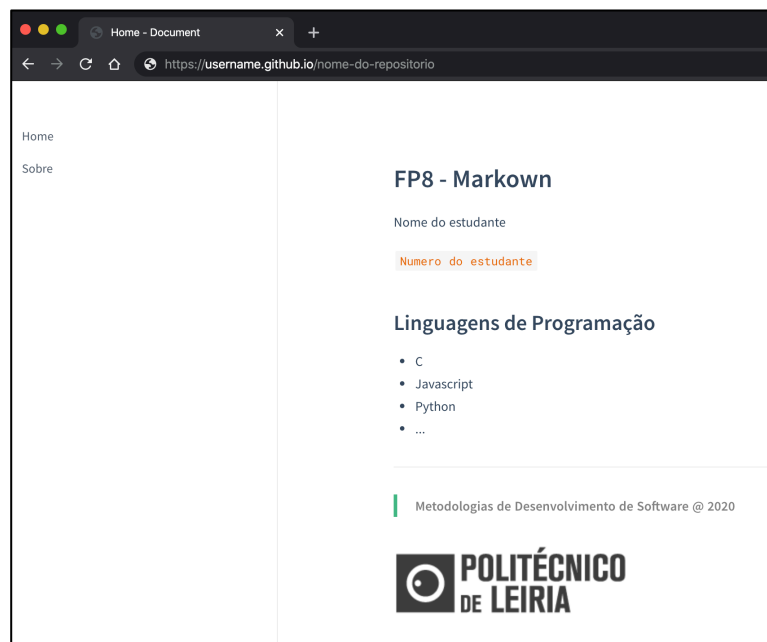 Home - Document
https://username.github.io/nome-do-repositorio
Home
Sobre
FP8 - Markown
Nome do estudante
Numero do estudante
Linguagens de Programação
C
Javascript
Python
...
Metodologias de Desenvolvimento de Software @ 2020
POLITÉCNICO
DE LEIRIA